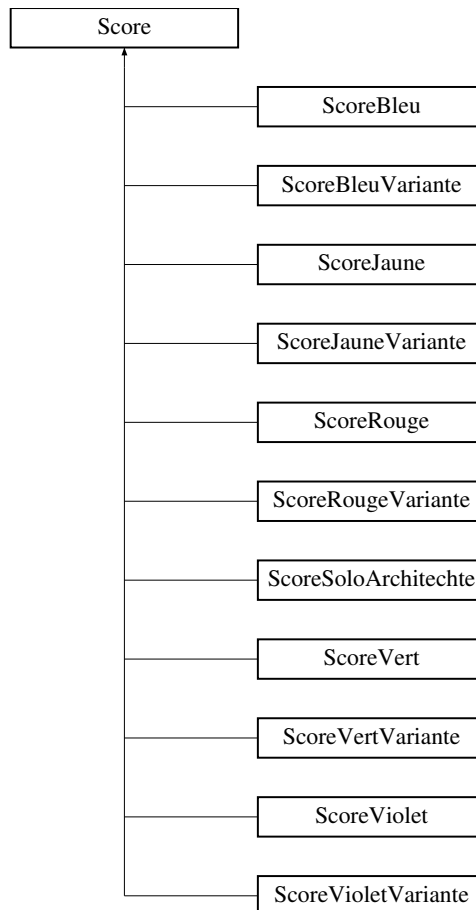 Score
ScoreBleu
ScoreBleuVariante
ScoreJaune
ScoreJauneVariante
ScoreRouge
ScoreRougeVariante
ScoreSoloArchitechte
ScoreVert
ScoreVertVariante
ScoreViolet
ScoreVioletVariante